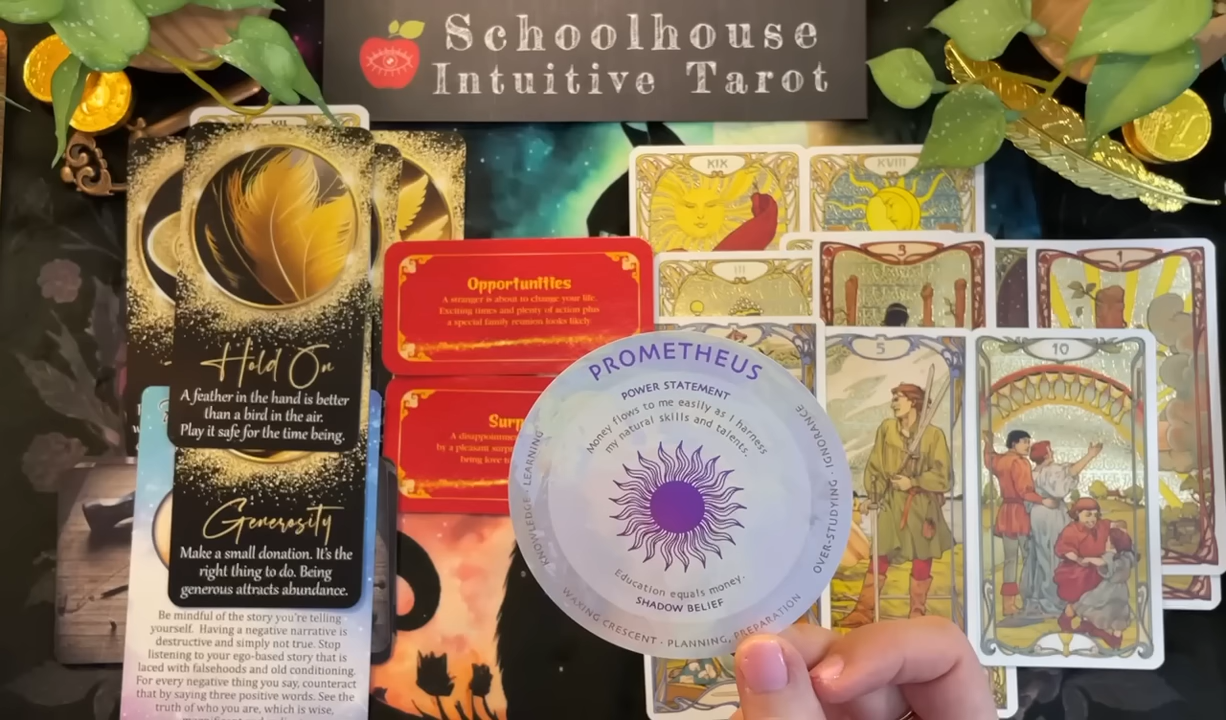 Schoolhouse
Intuitive Tarot
VII
Hold On
A feather in the hand is better
than a bird in the air.
Play it safe for the time being.
Generosity
Make a small donation. It's the
right thing to do. Being
generous attracts abundance.
Be mindful of the story you're telling
yourself. Having a negative narrative is
destructive and simply not true. Stop
listening to your ego-based story that is
laced with falsehoods and old conditioning.
For every negative thing you say, counteract
that by saying three positive words. See the
truth of who you are, which is wise,
Opportunities
A stranger is about to change your life.
Exciting times and plenty of action plus
a special family reunion looks likely
A disappointment
by a pleasant
being love
PROMETHEUS
POWER STATEMENT
Money flows to me easily as I harness
my natural skills and talents.
KNOWLEDGE · LEARNING
OVER-STUDYING · IGNORANCE
Education equals money.
SHADOW BELIEF
WAXING CRESCENT · PLANNING, PREPARATION
XIX
XVIII
III
3
1
5
10